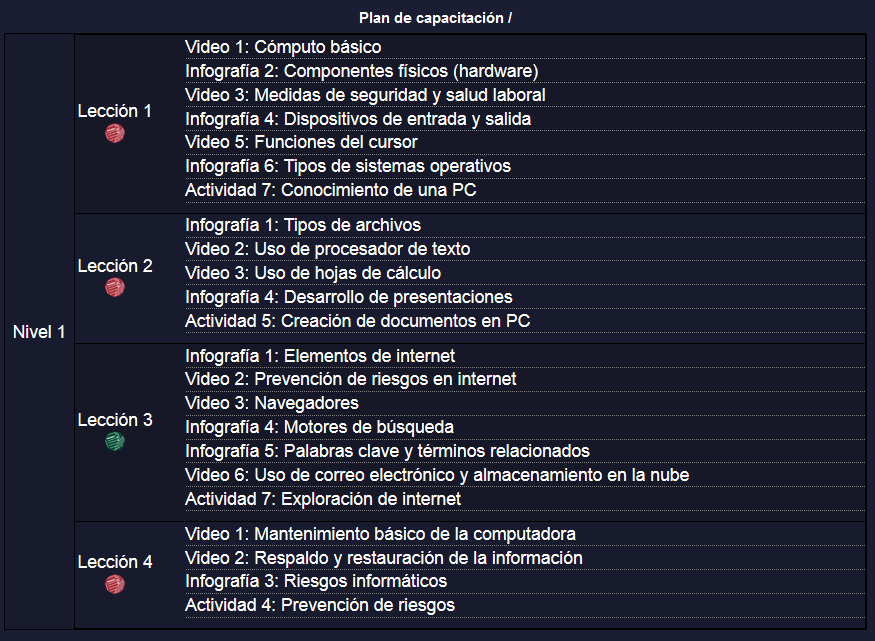 Plan de capacitación /
Nivel 1
Lección 1
Video 1: Cómputo básico
Infografía 2: Componentes físicos (hardware)
Video 3: Medidas de seguridad y salud laboral
Infografía 4: Dispositivos de entrada y salida
Video 5: Funciones del cursor
Infografía 6: Tipos de sistemas operativos
Actividad 7: Conocimiento de una PC
Lección 2
Infografía 1: Tipos de archivos
Video 2: Uso de procesador de texto
Video 3: Uso de hojas de cálculo
Infografía 4: Desarrollo de presentaciones
Actividad 5: Creación de documentos en PC
Lección 3
Infografía 1: Elementos de internet
Video 2: Prevención de riesgos en internet
Video 3: Navegadores
Infografía 4: Motores de búsqueda
Infografía 5: Palabras clave y términos relacionados
Video 6: Uso de correo electrónico y almacenamiento en la nube
Actividad 7: Exploración de internet
Lección 4
Video 1: Mantenimiento básico de la computadora
Video 2: Respaldo y restauración de la información
Infografía 3: Riesgos informáticos
Actividad 4: Prevención de riesgos